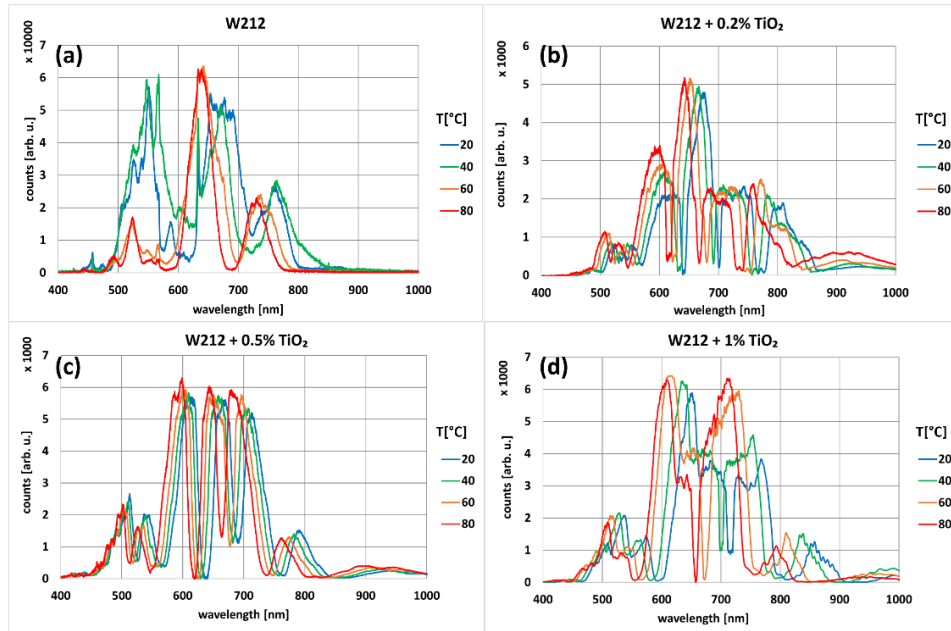 W212
x 10000
(a)
7
6
5
4
3
2
1
0
counts [arb. u.]
400 500 600 700 800 900 1000
wavelength [nm]
T[°C]
20
40
60
80
W212 + 0.2% TiO₂
x 1000
(b)
6
5
4
3
2
1
0
counts [arb. u.]
400 500 600 700 800 900 1000
wavelength [nm]
T[°C]
20
40
60
80
W212 + 0.5% TiO₂
x 1000
(c)
7
6
5
4
3
2
1
0
counts [arb. u.]
400 500 600 700 800 900 1000
wavelength [nm]
T[°C]
20
40
60
80
W212 + 1% TiO₂
x 1000
(d)
7
6
5
4
3
2
1
0
counts [arb. u.]
400 500 600 700 800 900 1000
wavelength [nm]
T[°C]
20
40
60
80